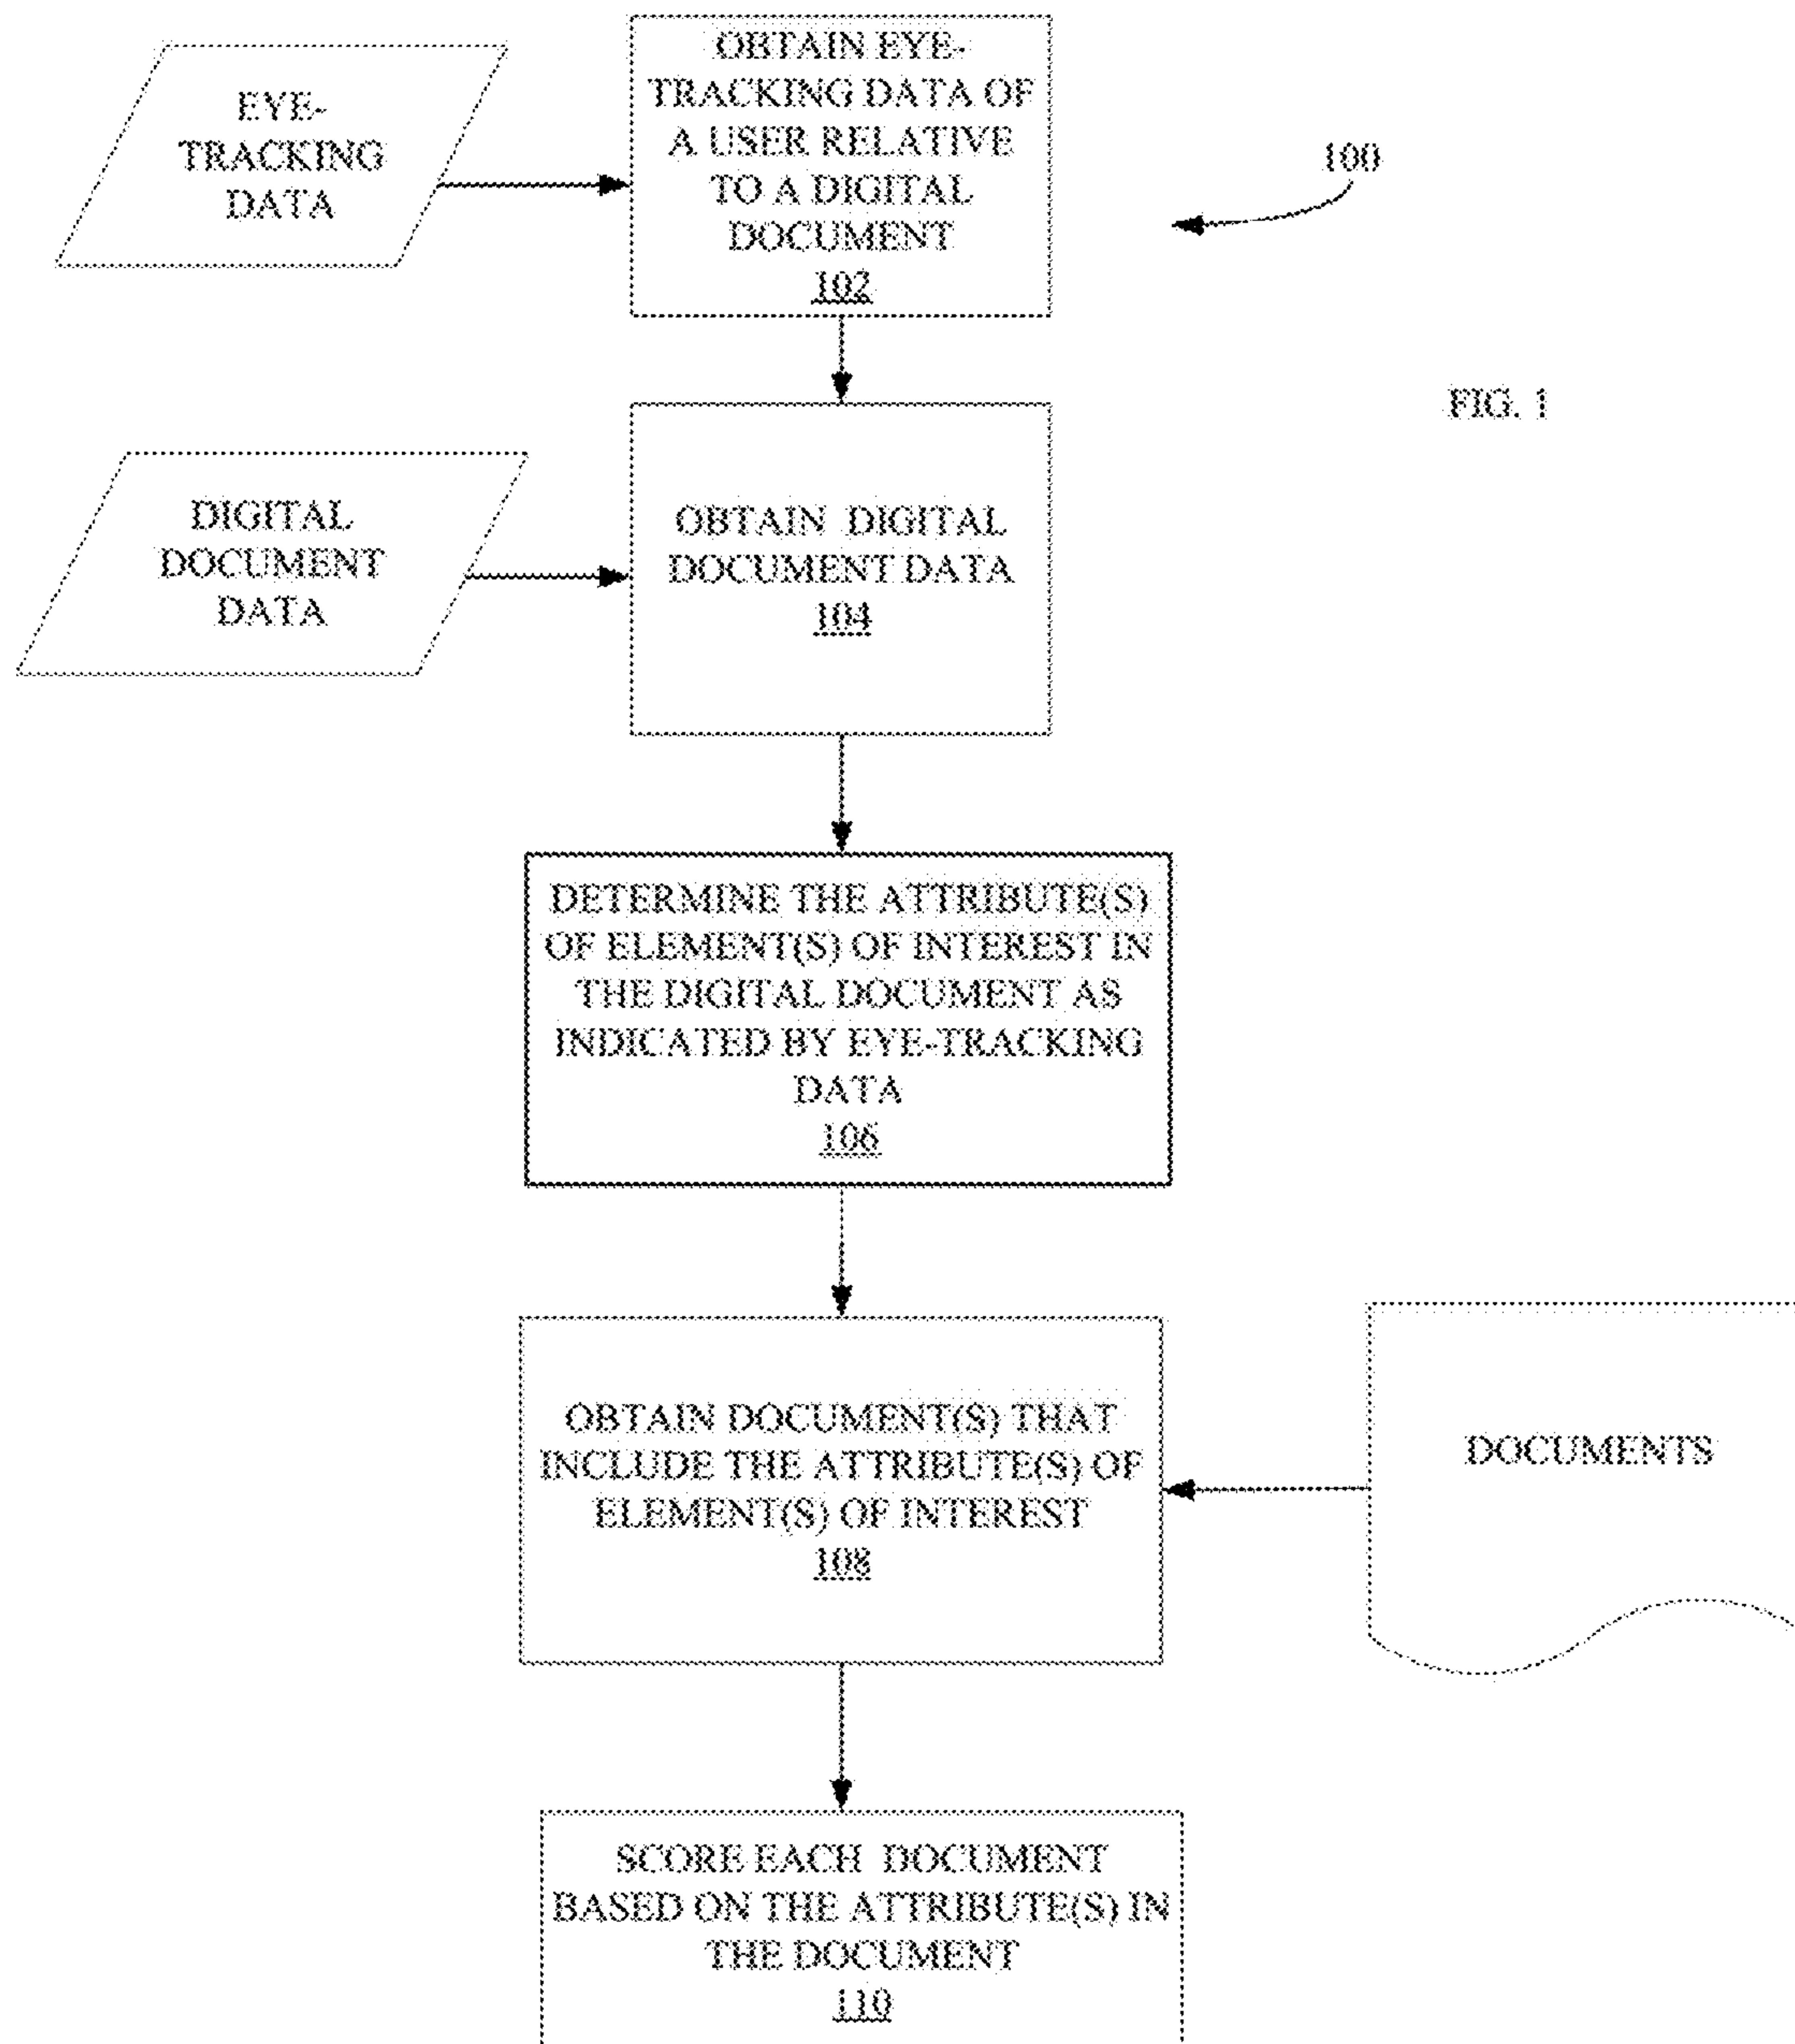 EYE-
TRACKING
DATA
OBTAIN EYE-
TRACKING DATA OF
A USER RELATIVE
TO A DIGITAL
DOCUMENT
102
100
FIG. 1
DIGITAL
DOCUMENT
DATA
OBTAIN DIGITAL
DOCUMENT DATA
104
DETERMINE THE ATTRIBUTE(S)
OF ELEMENT(S) OF INTEREST IN
THE DIGITAL DOCUMENT AS
INDICATED BY EYE-TRACKING
DATA
106
OBTAIN DOCUMENT(S) THAT
INCLUDE THE ATTRIBUTE(S) OF
ELEMENT(S) OF INTEREST
108
DOCUMENTS
SCORE EACH DOCUMENT
BASED ON THE ATTRIBUTE(S) IN
THE DOCUMENT
110